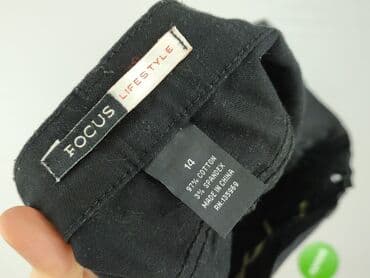 FOCUS
LIFESTYLE
14
97% COTTON
3% SPANDEX
MADE IN CHINA
RN:135969